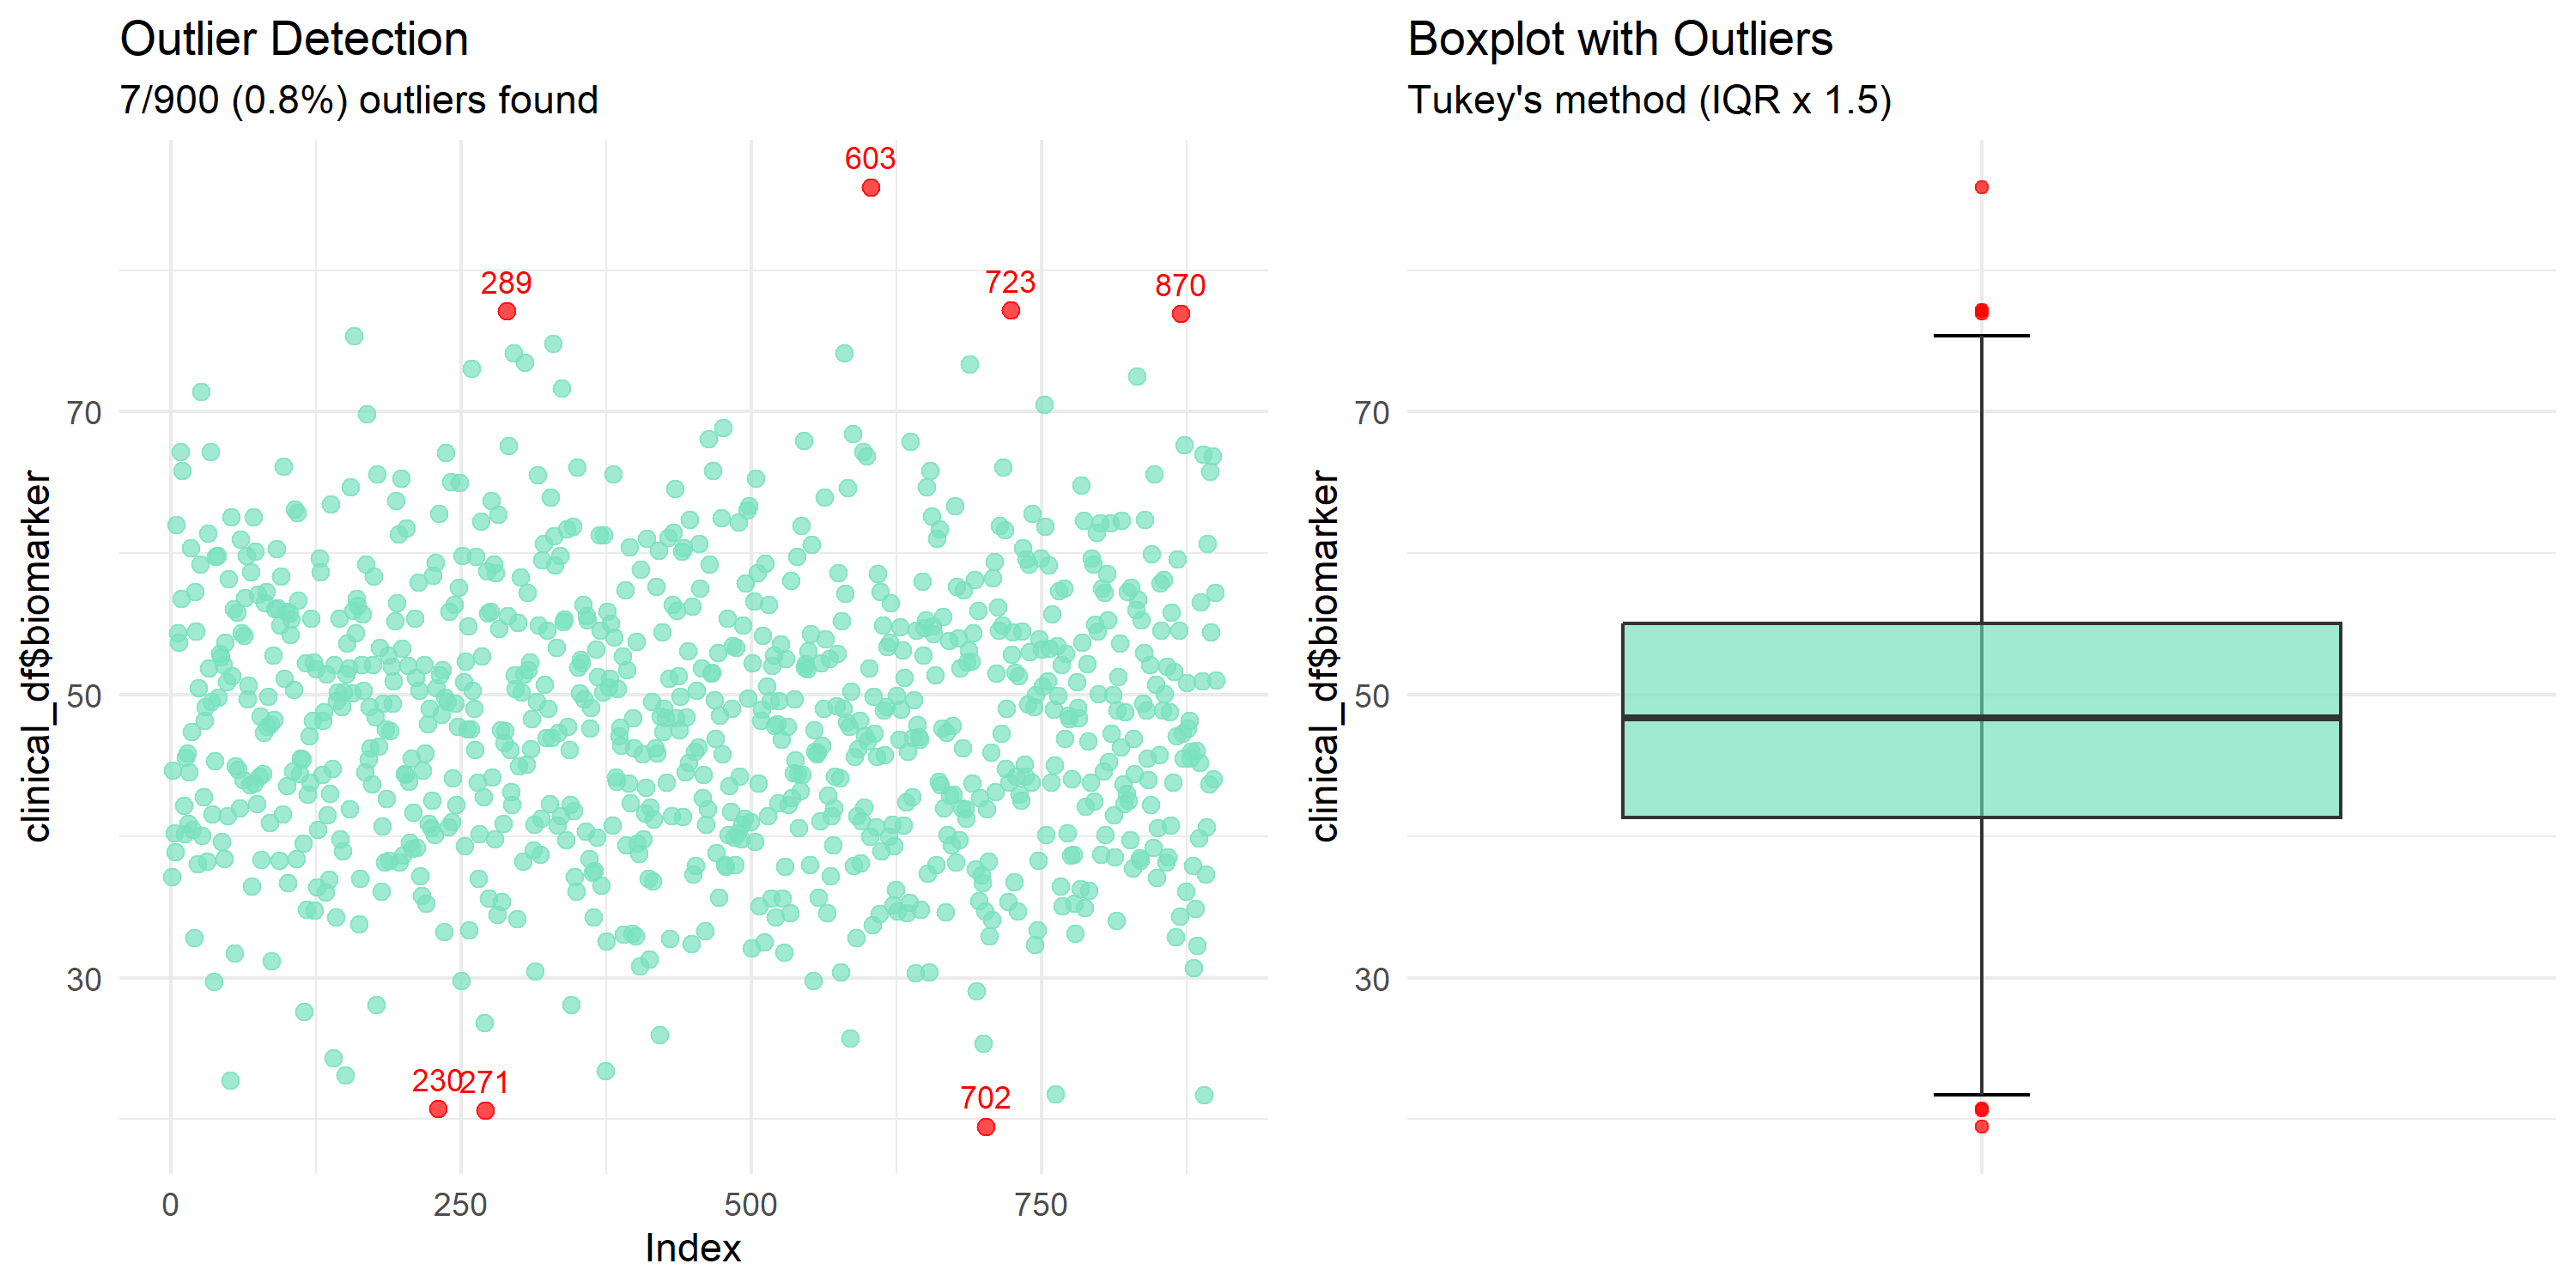 Outlier Detection
7/900 (0.8%) outliers found
603
289
723
870
230
271
702
70
50
30
clinical_df$biomarker
0
250
500
750
Index
Boxplot with Outliers
Tukey's method (IQR x 1.5)
70
50
30
clinical_df$biomarker